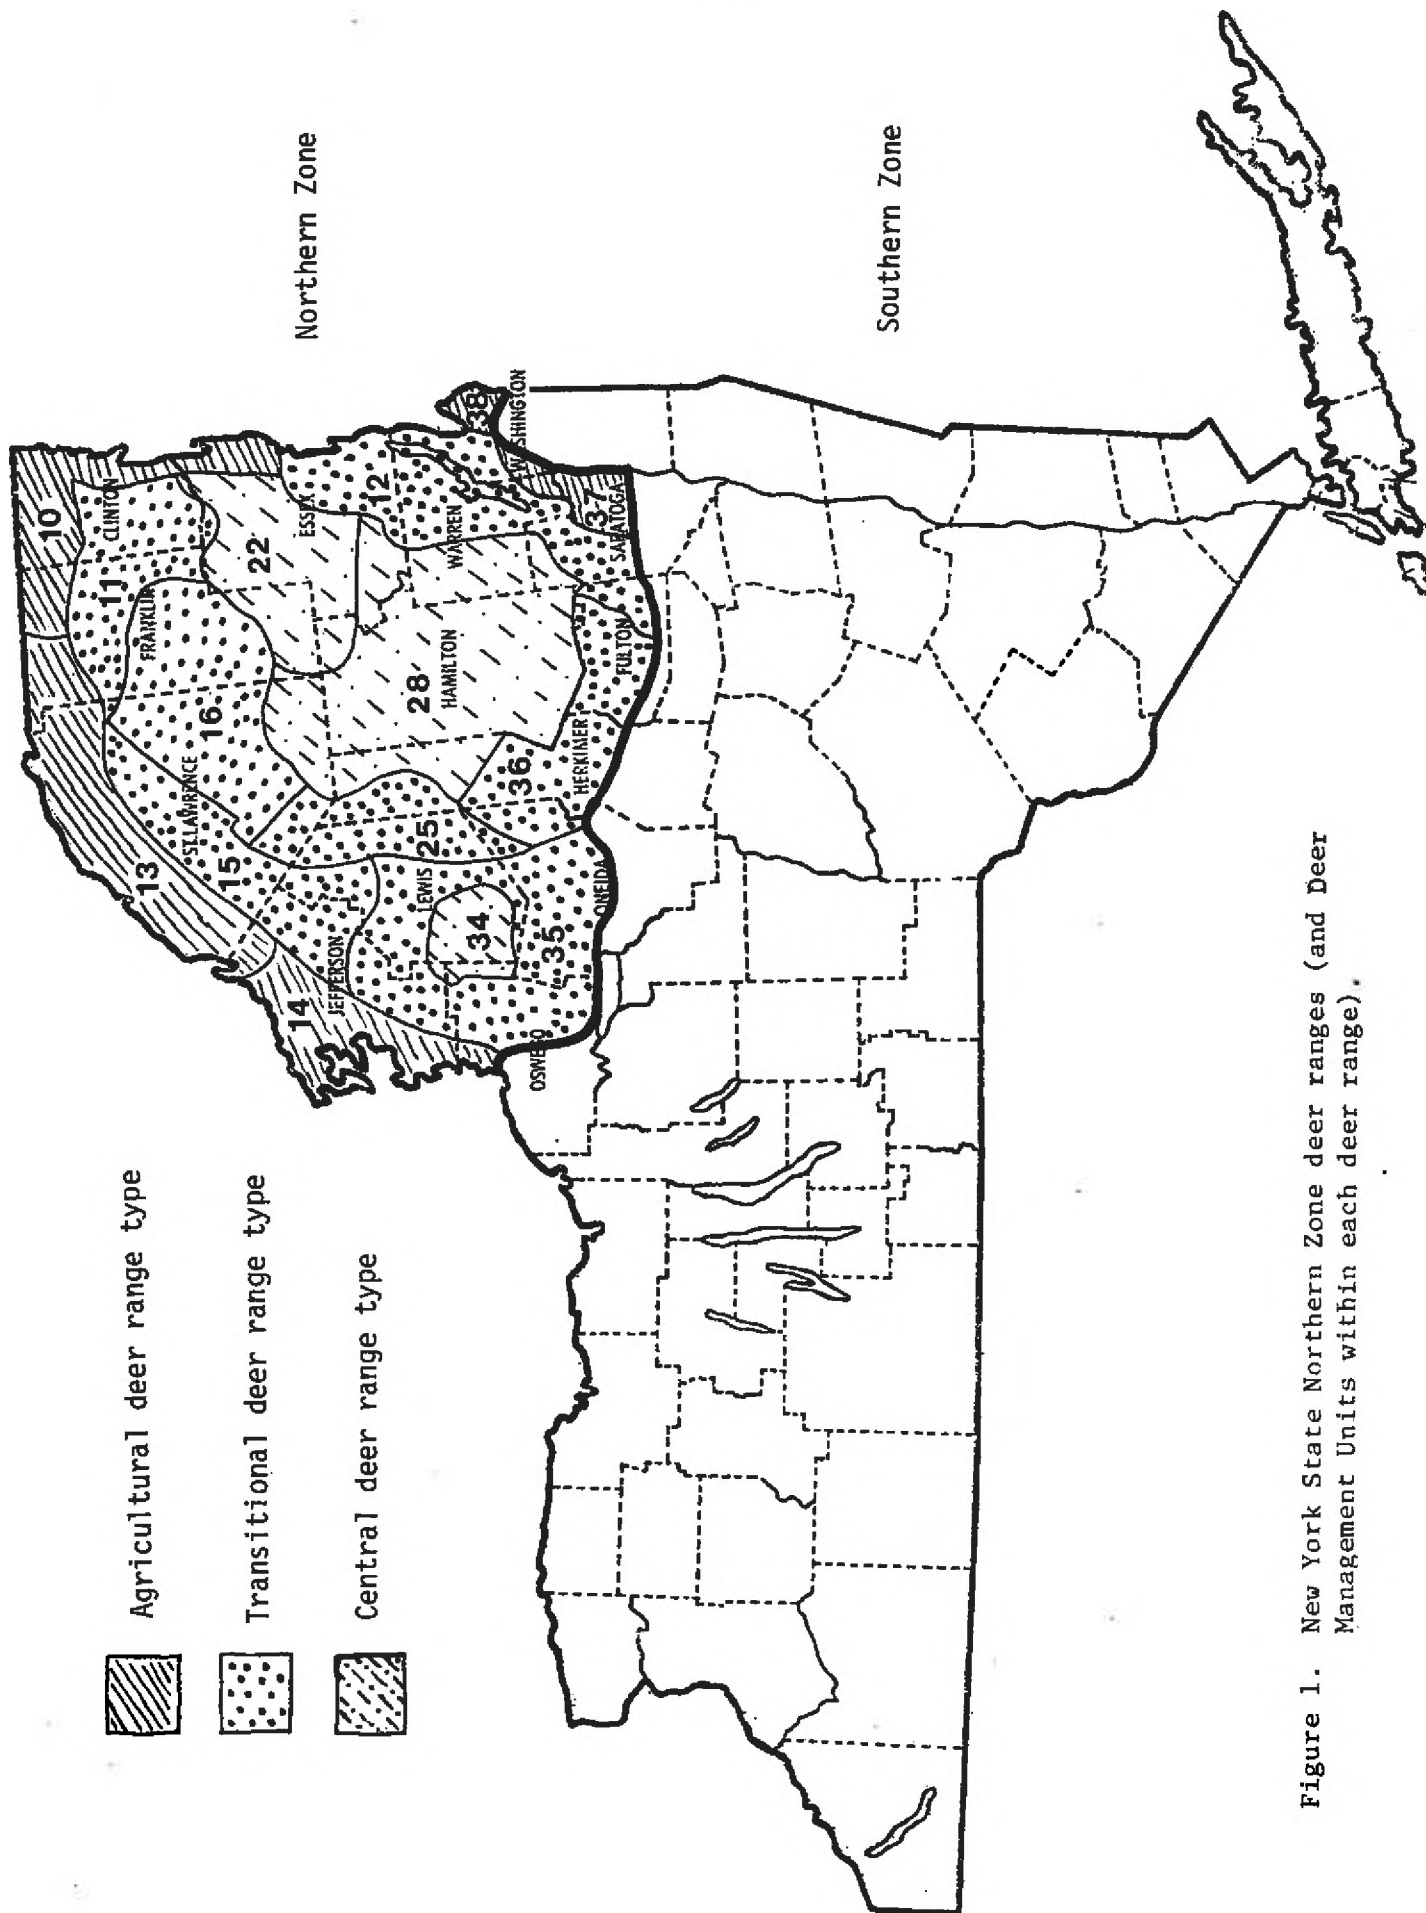 Agricultural deer range type
Transitional deer range type
Central deer range type
Northern Zone
Southern Zone
10
CLINTON
11
FRANKLIN
22
ESSEX
12
WARREN
38
WASHINGTON
37
SARATOGA
16
ST.LAWRENCE
13
15
28
HAMILTON
FULTON
36
HERKIMER
25
LEWIS
34
35
ONEIDA
14
JEFFERSON
OSWEGO
Figure 1. New York State Northern Zone deer ranges (and Deer
Management Units within each deer range).